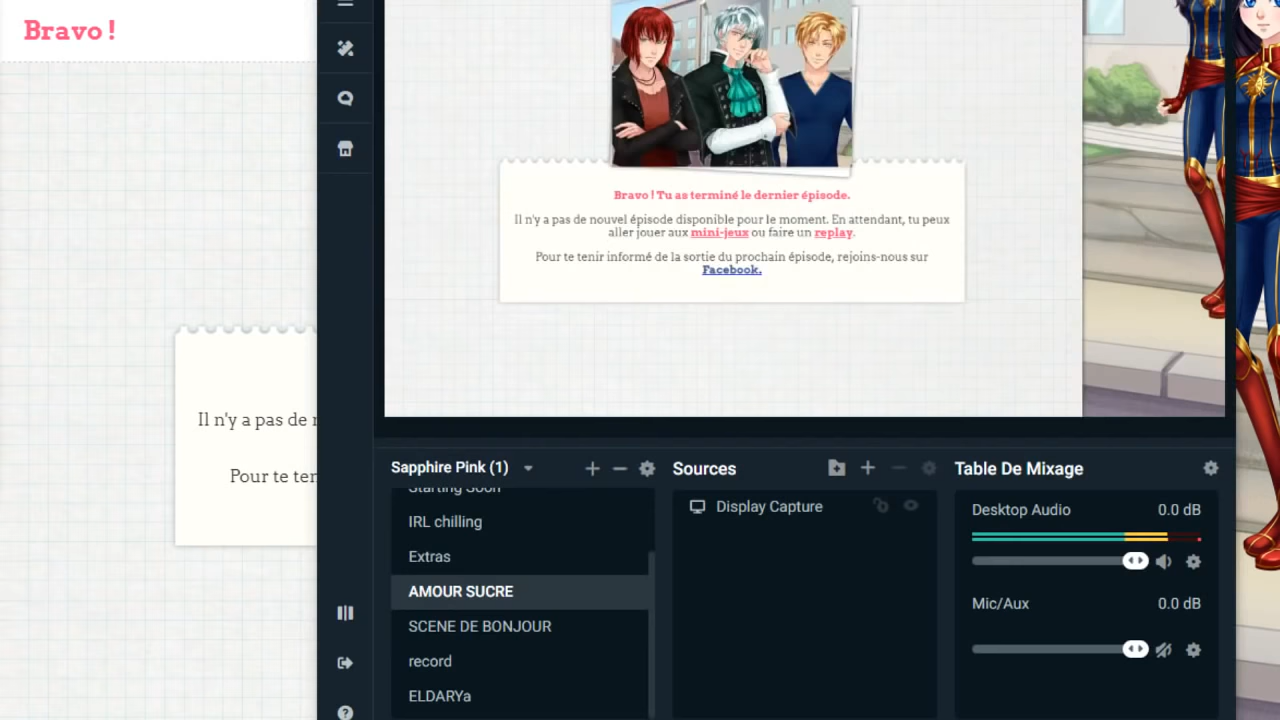 Bravo !
Il n'y a pas de
Pour te ter
Bravo ! Tu as terminé le dernier épisode.
Il n'y a pas de nouvel épisode disponible pour le moment. En attendant, tu peux
aller jouer aux mini-jeux ou faire un replay.
Pour te tenir informé de la sortie du prochain épisode, rejoins-nous sur
Facebook.
Sapphire Pink (1)
Starting Soon
IRL chilling
Extras
AMOUR SUCRE
SCENE DE BONJOUR
record
ELDARYa
Sources
Display Capture
Table De Mixage
Desktop Audio 0.0 dB
Mic/Aux 0.0 dB